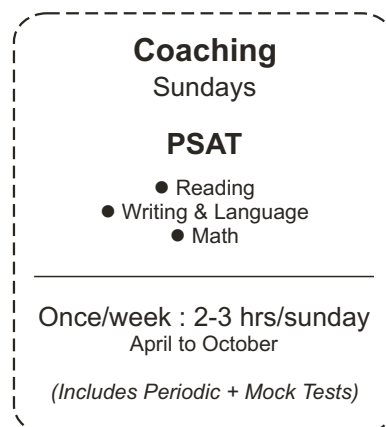 Coaching
Sundays
PSAT
● Reading
● Writing & Language
● Math
Once/week : 2-3 hrs/sunday
April to October
(Includes Periodic + Mock Tests)